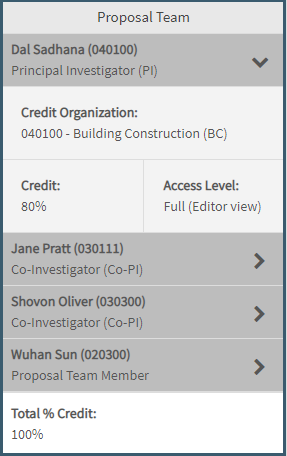 Proposal Team
Dal Sadhana (040100)
Principal Investigator (PI)
Credit Organization:
040100 - Building Construction (BC)
Credit:
80%
Access Level:
Full (Editor view)
Jane Pratt (030111)
Co-Investigator (Co-PI)
Shovon Oliver (030300)
Co-Investigator (Co-PI)
Wuhan Sun (020300)
Proposal Team Member
Total % Credit:
100%